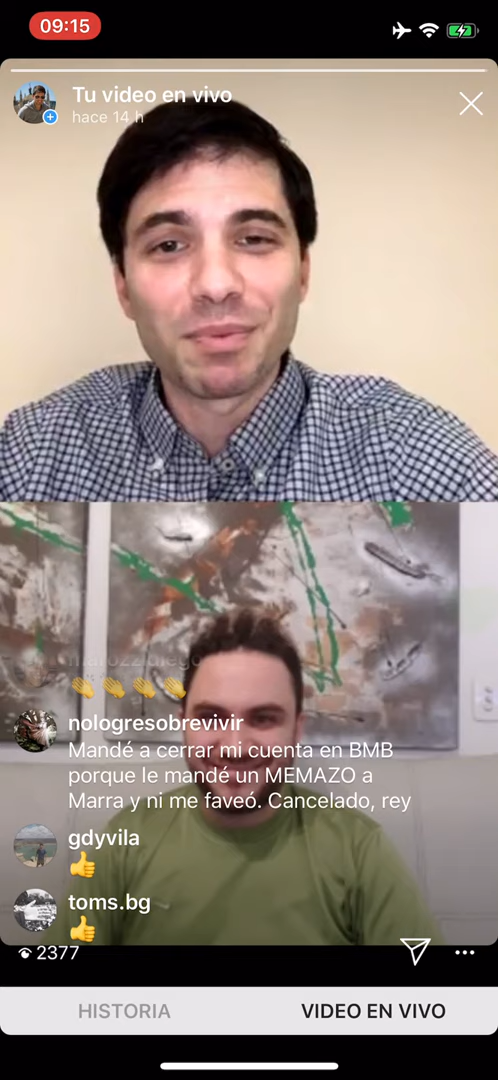 09:15
Tu video en vivo
hace 14 h
marozzidiego
👏👏👏👏
nologresobrevivir
Mandé a cerrar mi cuenta en BMB
porque le mandé un MEMAZO a
Marra y ni me faveó. Cancelado, rey
gdyvila
👍
toms.bg
👍
2377
HISTORIA
VIDEO EN VIVO